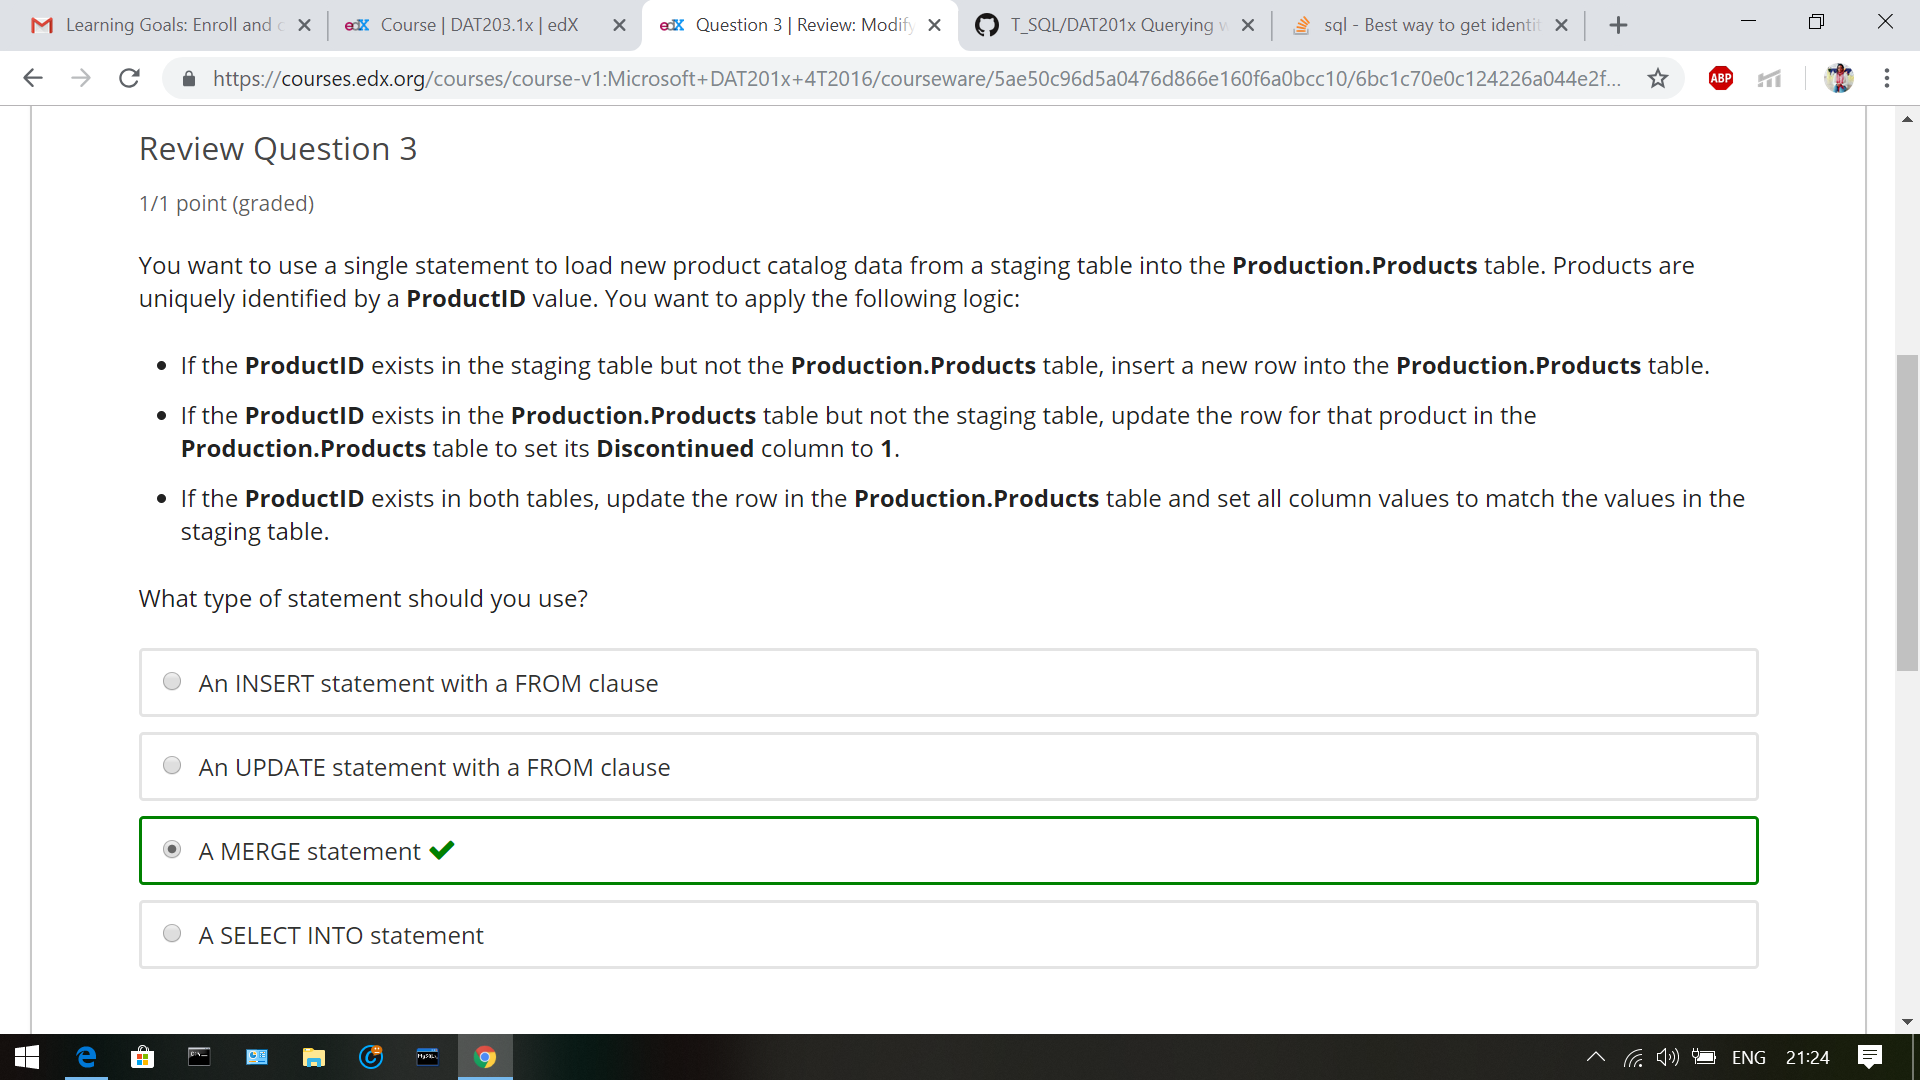 Learning Goals: Enroll and c
edX Course | DAT203.1x | edX
edX Question 3 | Review: Modify
T_SQL/DAT201x Querying w
sql - Best way to get identit
https://courses.edx.org/courses/course-v1:Microsoft+DAT201x+4T2016/courseware/5ae50c96d5a0476d866e160f6a0bcc10/6bc1c70e0c124226a044e2f...
ABP
Review Question 3
1/1 point (graded)
You want to use a single statement to load new product catalog data from a staging table into the Production.Products table. Products are
uniquely identified by a ProductID value. You want to apply the following logic:
• If the ProductID exists in the staging table but not the Production.Products table, insert a new row into the Production.Products table.
• If the ProductID exists in the Production.Products table but not the staging table, update the row for that product in the
Production.Products table to set its Discontinued column to 1.
• If the ProductID exists in both tables, update the row in the Production.Products table and set all column values to match the values in the
staging table.
What type of statement should you use?
An INSERT statement with a FROM clause
An UPDATE statement with a FROM clause
A MERGE statement
A SELECT INTO statement
ENG
21:24